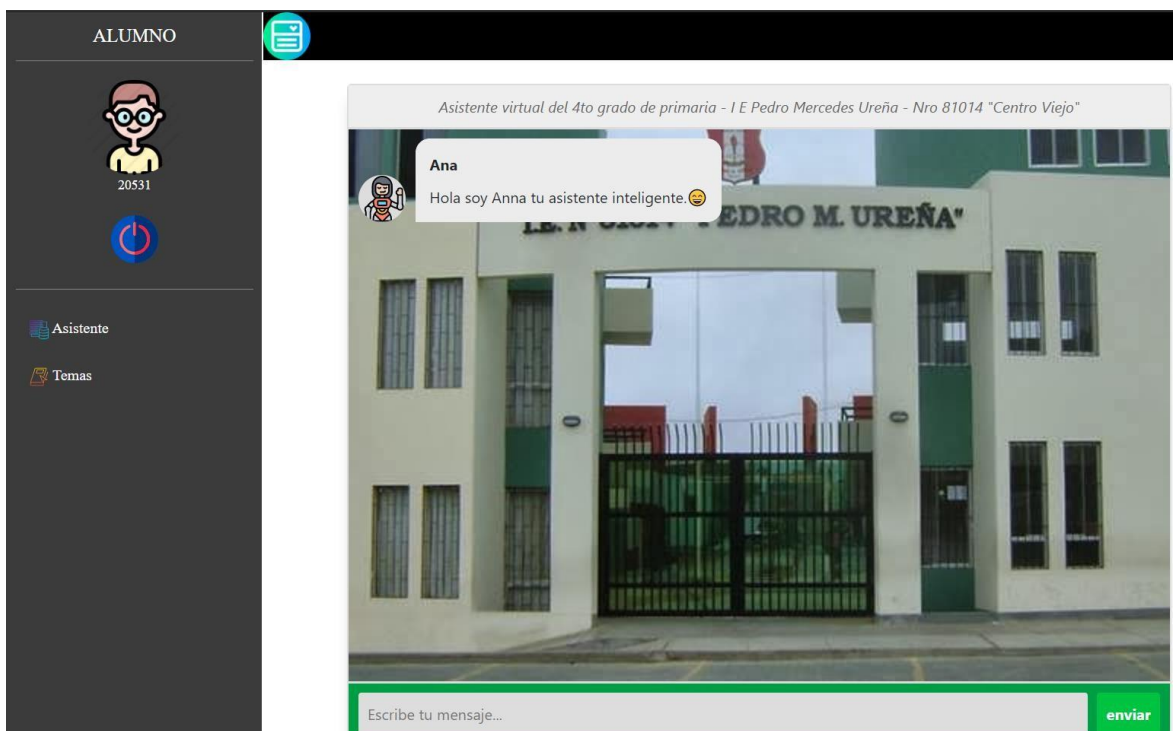 ALUMNO
20531
Asistente
Temas
Asistente virtual del 4to grado de primaria - I E Pedro Mercedes Ureña - Nro 81014 "Centro Viejo"
Ana
Hola soy Anna tu asistente inteligente.😄
PEDRO M. UREÑA"
Escribe tu mensaje...
enviar